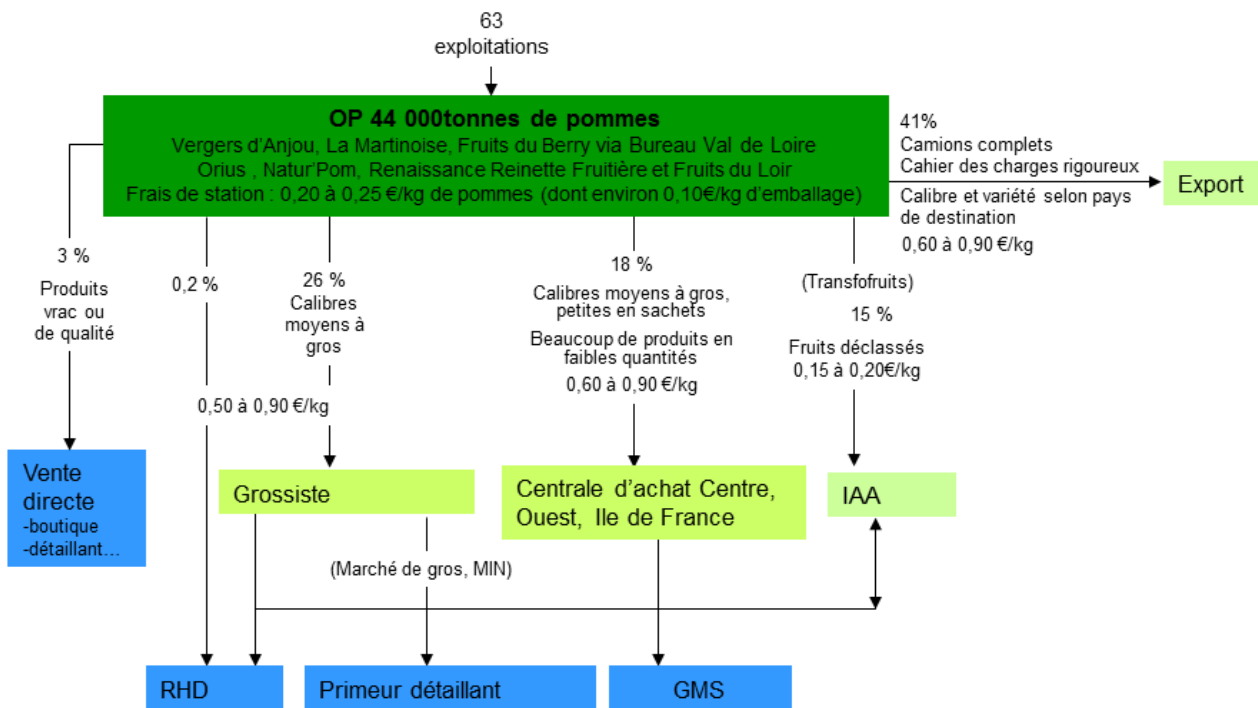 63
exploitations
OP 44 000tonnes de pommes
Vergers d'Anjou, La Martinoise, Fruits du Berry via Bureau Val de Loire
Orius , Natur'Pom, Renaissance Reinette Fruitière et Fruits du Loir
Frais de station : 0,20 à 0,25 €/kg de pommes (dont environ 0,10€/kg d'emballage)
41%
Camions complets
Cahier des charges rigoureux
Calibre et variété selon pays
de destination
0,60 à 0,90 €/kg
Export
3 %
Produits
vrac ou
de qualité
0,2 %
26 %
Calibres
moyens à
gros
0,50 à 0,90 €/kg
18 %
Calibres moyens à gros,
petites en sachets
Beaucoup de produits en
faibles quantités
0,60 à 0,90 €/kg
(Transfofruits)
15 %
Fruits déclassés
0,15 à 0,20€/kg
Vente
directe
-boutique
-détaillant...
Grossiste
Centrale d'achat Centre,
Ouest, Ile de France
IAA
(Marché de gros, MIN)
RHD
Primeur détaillant
GMS